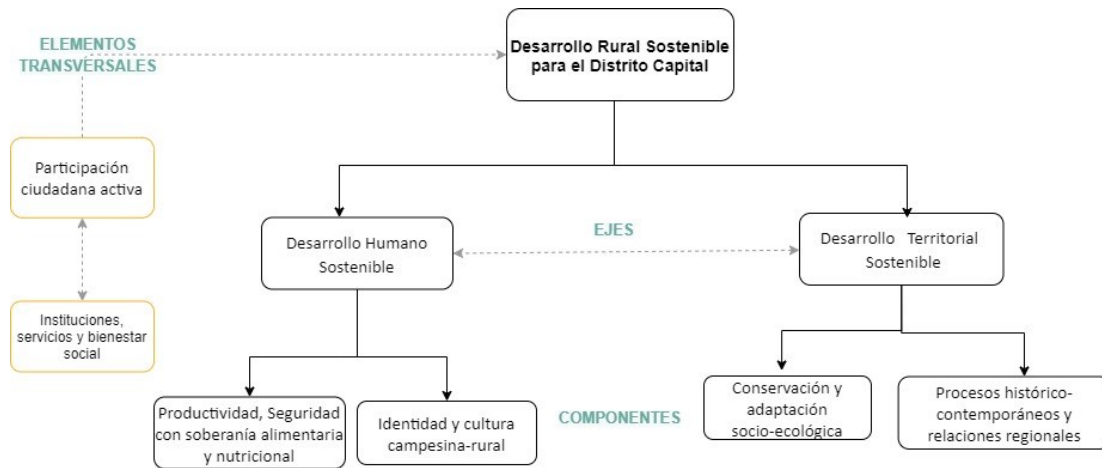 ELEMENTOS
TRANSVERSALES
Desarrollo Rural Sostenible
para el Distrito Capital
Participación
ciudadana activa
Instituciones,
servicios y bienestar
social
EJES
Desarrollo Humano
Sostenible
Desarrollo Territorial
Sostenible
COMPONENTES
Productividad, Seguridad
con soberanía alimentaria
y nutricional
Identidad y cultura
campesina-rural
Conservación y
adaptación
socio-ecológica
Procesos histórico-
contemporáneos y
relaciones regionales